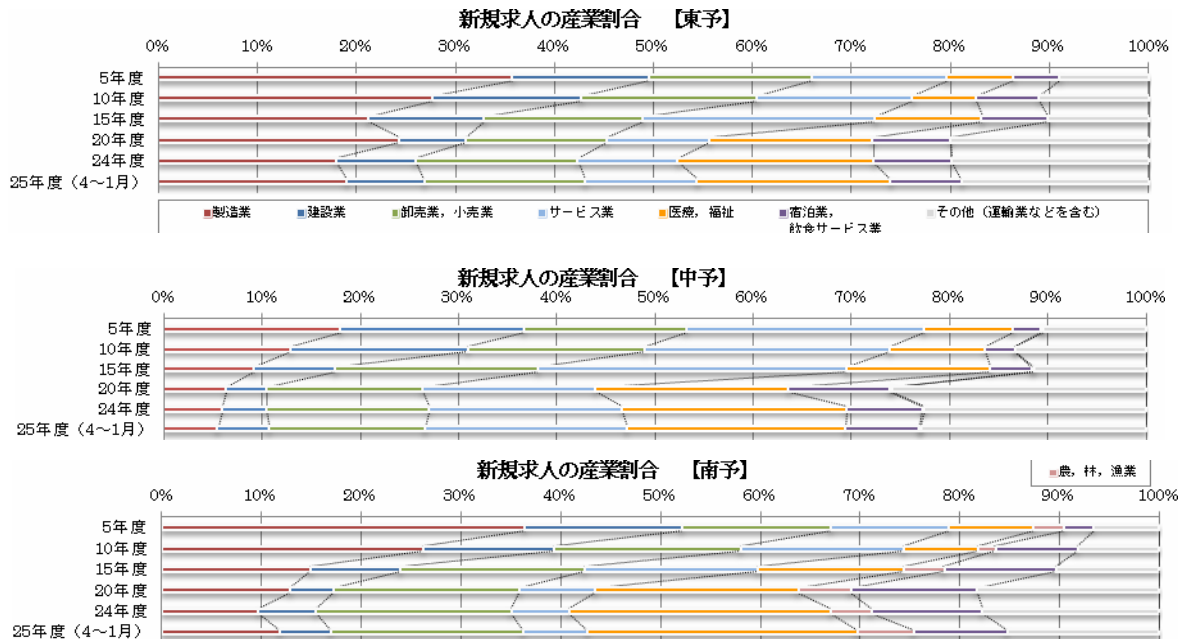 新規求人の産業割合 【東予】
0% 10% 20% 30% 40% 50% 60% 70% 80% 90% 100%
5年度
10年度
15年度
20年度
24年度
25年度（4～1月）
■製造業 ■建設業 ■卸売業，小売業 ■サービス業 ■医療，福祉 ■宿泊業， ■その他（運輸業などを含む）
飲食サービス業
新規求人の産業割合 【中予】
0% 10% 20% 30% 40% 50% 60% 70% 80% 90% 100%
5年度
10年度
15年度
20年度
24年度
25年度（4～1月）
新規求人の産業割合 【南予】
■農，林，漁業
0% 10% 20% 30% 40% 50% 60% 70% 80% 90% 100%
5年度
10年度
15年度
20年度
24年度
25年度（4～1月）